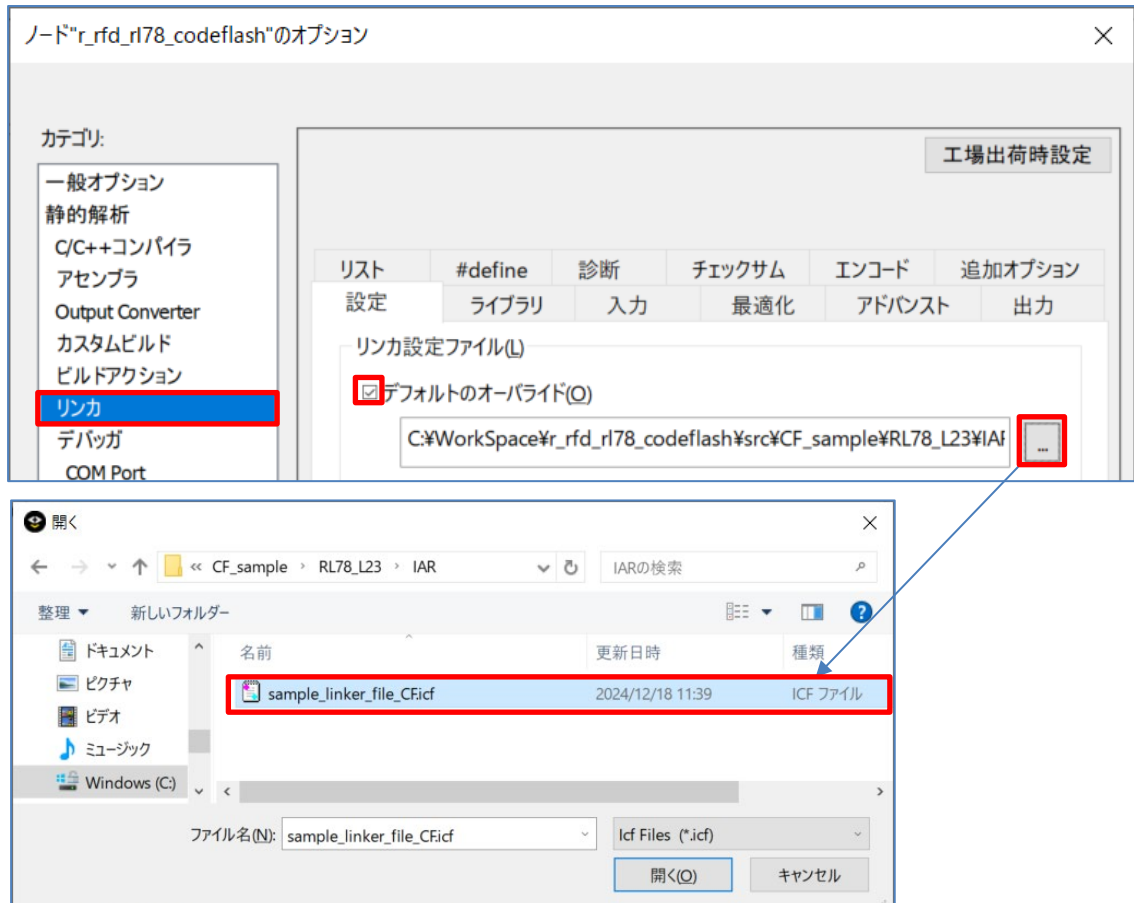 ノード"r_rfd_rl78_codeflash"のオプション
カテゴリ:
工場出荷時設定
一般オプション
静的解析
C/C++コンパイラ
アセンブラ
Output Converter
カスタムビルド
ビルドアクション
リンカ
デバッガ
COM Port
リスト #define 診断 チェックサム エンコード 追加オプション
設定 ライブラリ 入力 最適化 アドバンスト 出力
リンカ設定ファイル(L)
デフォルトのオーバライド(O)
C:¥WorkSpace¥r_rfd_rl78_codeflash¥src¥CF_sample¥RL78_L23¥IAF
...
開く
« CF_sample › RL78_L23 › IAR
IARの検索
整理 新しいフォルダー
ドキュメント
ピクチャ
ビデオ
ミュージック
Windows (C:)
名前 更新日時 種類
sample_linker_file_CF.icf 2024/12/18 11:39 ICF ファイル
ファイル名(N): sample_linker_file_CF.icf Icf Files (*.icf)
開く(O) キャンセル